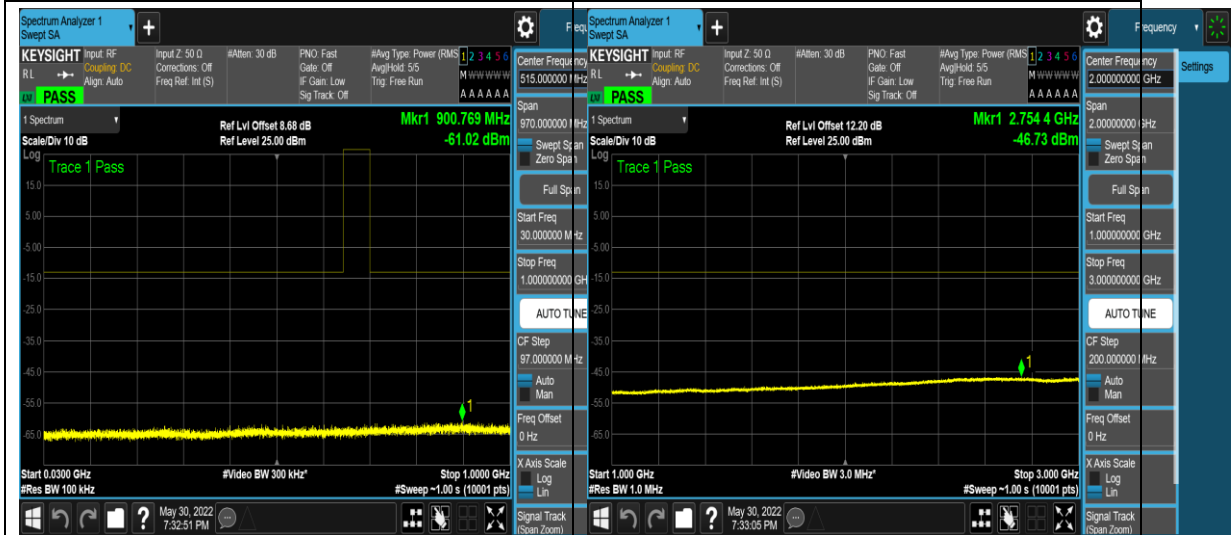 Spectrum Analyzer 1
Swept SA
+
Frequ
KEYSIGHT
Input: RF
Coupling: DC
Align: Auto
Input Z: 50 Ω
Corrections: Off
Freq Ref: Int (S)
#Atten: 30 dB
PNO: Fast
Gate: Off
IF Gain: Low
Sig Track: Off
#Avg Type: Power (RMS
Avg|Hold: 5/5
Trig: Free Run
1 2 3 4 5 6
M W W W W W
A A A A A A
RL
PASS
1 Spectrum
Scale/Div 10 dB
Log
Ref Lvl Offset 8.68 dB
Ref Level 25.00 dBm
Mkr1 900.769 MHz
-61.02 dBm
Trace 1 Pass
15.0
5.00
-5.00
-15.0
-25.0
-35.0
-45.0
-55.0
-65.0
1
Start 0.0300 GHz
#Res BW 100 kHz
#Video BW 300 kHz*
Stop 1.0000 GHz
#Sweep ~1.00 s (10001 pts)
Center Frequency
515.000000 MHz
Span
970.000000 MHz
Swept Span
Zero Span
Full Span
Start Freq
30.000000 MHz
Stop Freq
1.000000000 GH
AUTO TUNE
CF Step
97.000000 MHz
Auto
Man
Freq Offset
0 Hz
X Axis Scale
Log
Lin
Signal Track
(Span Zoom)
?
May 30, 2022
7:32:51 PM
Spectrum Analyzer 1
Swept SA
+
Frequency
Settings
KEYSIGHT
Input: RF
Coupling: DC
Align: Auto
Input Z: 50 Ω
Corrections: Off
Freq Ref: Int (S)
#Atten: 30 dB
PNO: Fast
Gate: Off
IF Gain: Low
Sig Track: Off
#Avg Type: Power (RMS
Avg|Hold: 5/5
Trig: Free Run
1 2 3 4 5 6
M W W W W W
A A A A A A
RL
PASS
1 Spectrum
Scale/Div 10 dB
Log
Ref Lvl Offset 12.20 dB
Ref Level 25.00 dBm
Mkr1 2.754 4 GHz
-46.73 dBm
Trace 1 Pass
15.0
5.00
-5.00
-15.0
-25.0
-35.0
-45.0
-55.0
-65.0
1
Start 1.000 GHz
#Res BW 1.0 MHz
#Video BW 3.0 MHz*
Stop 3.000 GHz
#Sweep ~1.00 s (10001 pts)
Center Frequency
2.000000000 GHz
Span
2.00000000 GHz
Swept Span
Zero Span
Full Span
Start Freq
1.000000000 GHz
Stop Freq
3.000000000 GHz
AUTO TUNE
CF Step
200.000000 MHz
Auto
Man
Freq Offset
0 Hz
X Axis Scale
Log
Lin
Signal Track
(Span Zoom)
?
May 30, 2022
7:33:05 PM